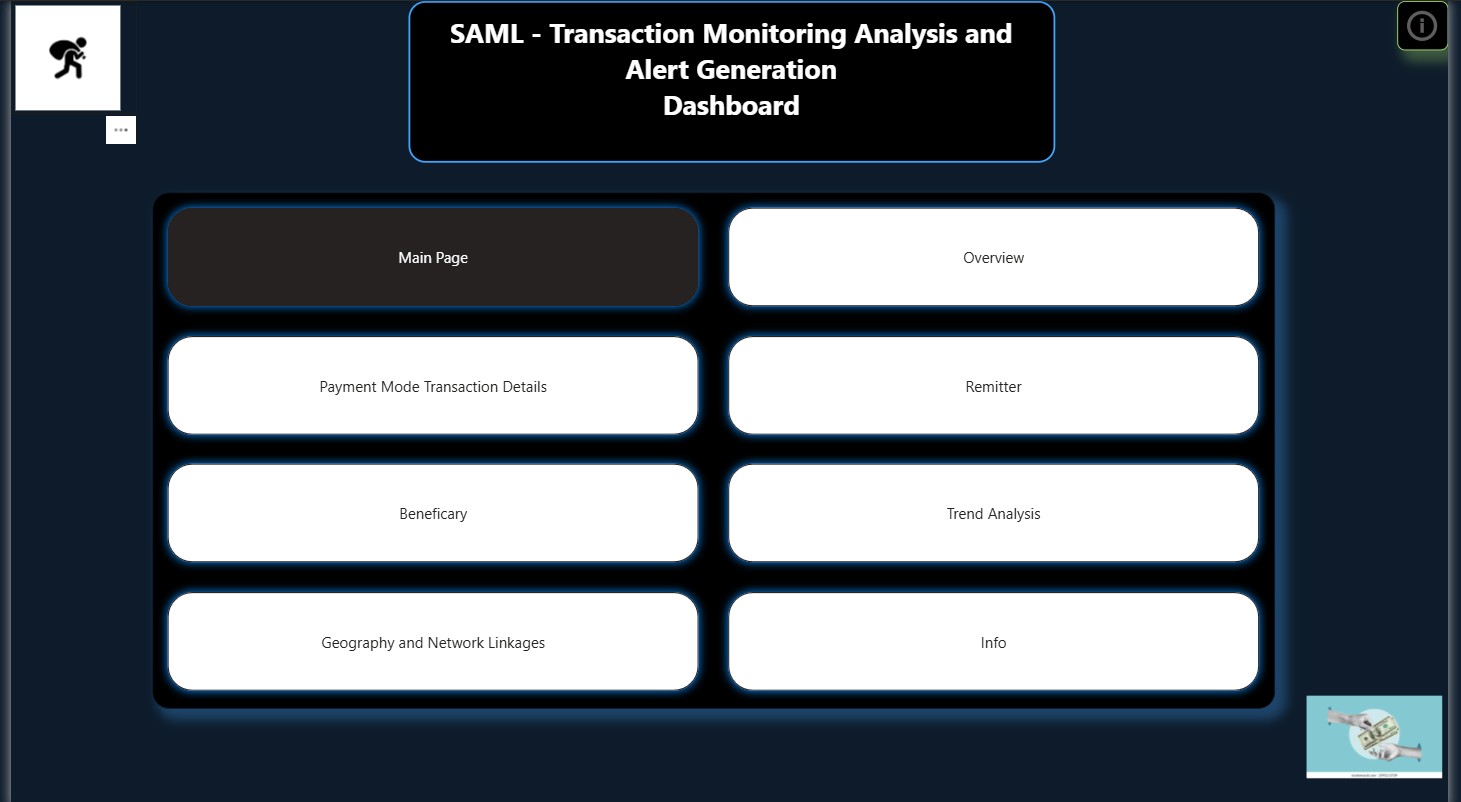 SAML - Transaction Monitoring Analysis and
Alert Generation
Dashboard
Main Page
Overview
Payment Mode Transaction Details
Remitter
Beneficary
Trend Analysis
Geography and Network Linkages
Info